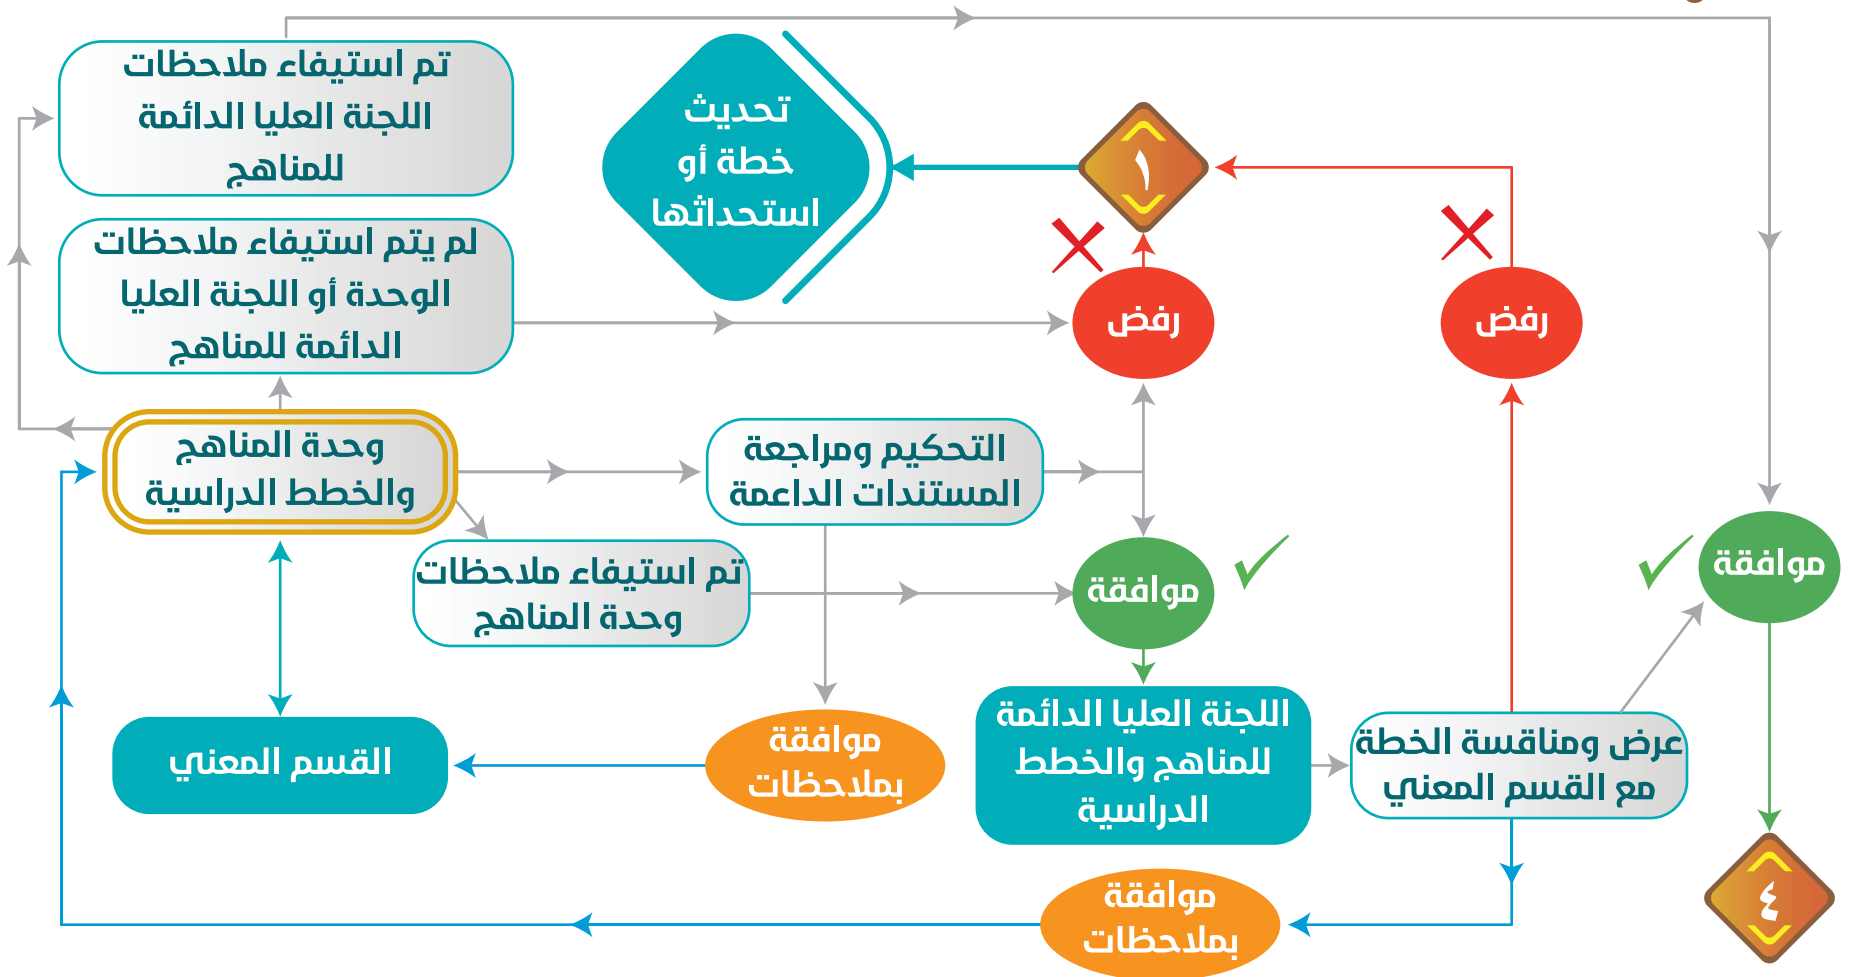 تم استيفاء ملاحظات
اللجنة العليا الدائمة
للمناهج
تحديث
خطة أو
استحداثها
١
لم يتم استيفاء ملاحظات
الوحدة أو اللجنة العليا
الدائمة للمناهج
رفض
رفض
وحدة المناهج
والخطط الدراسية
التحكيم ومراجعة
المستندات الداعمة
تم استيفاء ملاحظات
وحدة المناهج
موافقة
موافقة
القسم المعني
موافقة
بملاحظات
اللجنة العليا الدائمة
للمناهج والخطط
الدراسية
عرض ومناقسة الخطة
مع القسم المعني
موافقة
بملاحظات
٤